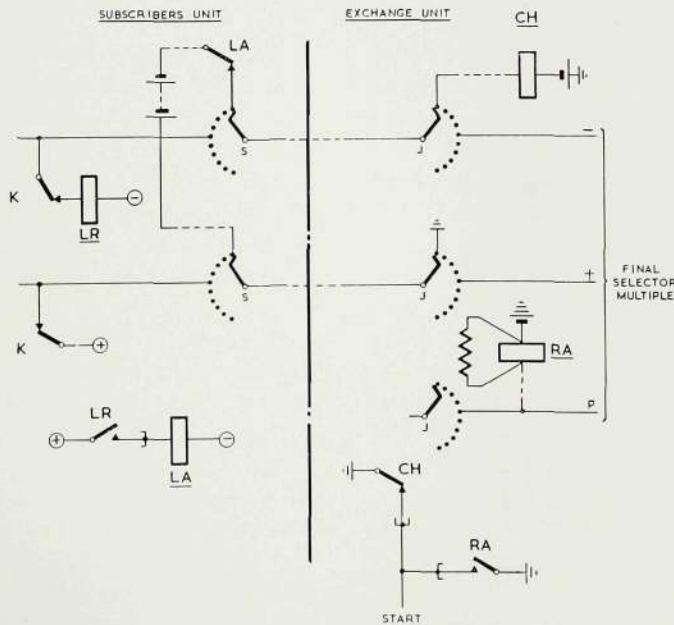 SUBSCRIBERS UNIT
EXCHANGE UNIT
CH
LA
S
J
−
K
LR
−
S
J
+
FINAL
SELECTOR
MULTIPLE
K
+
RA
J
P
LR
+
−
LA
CH
RA
START